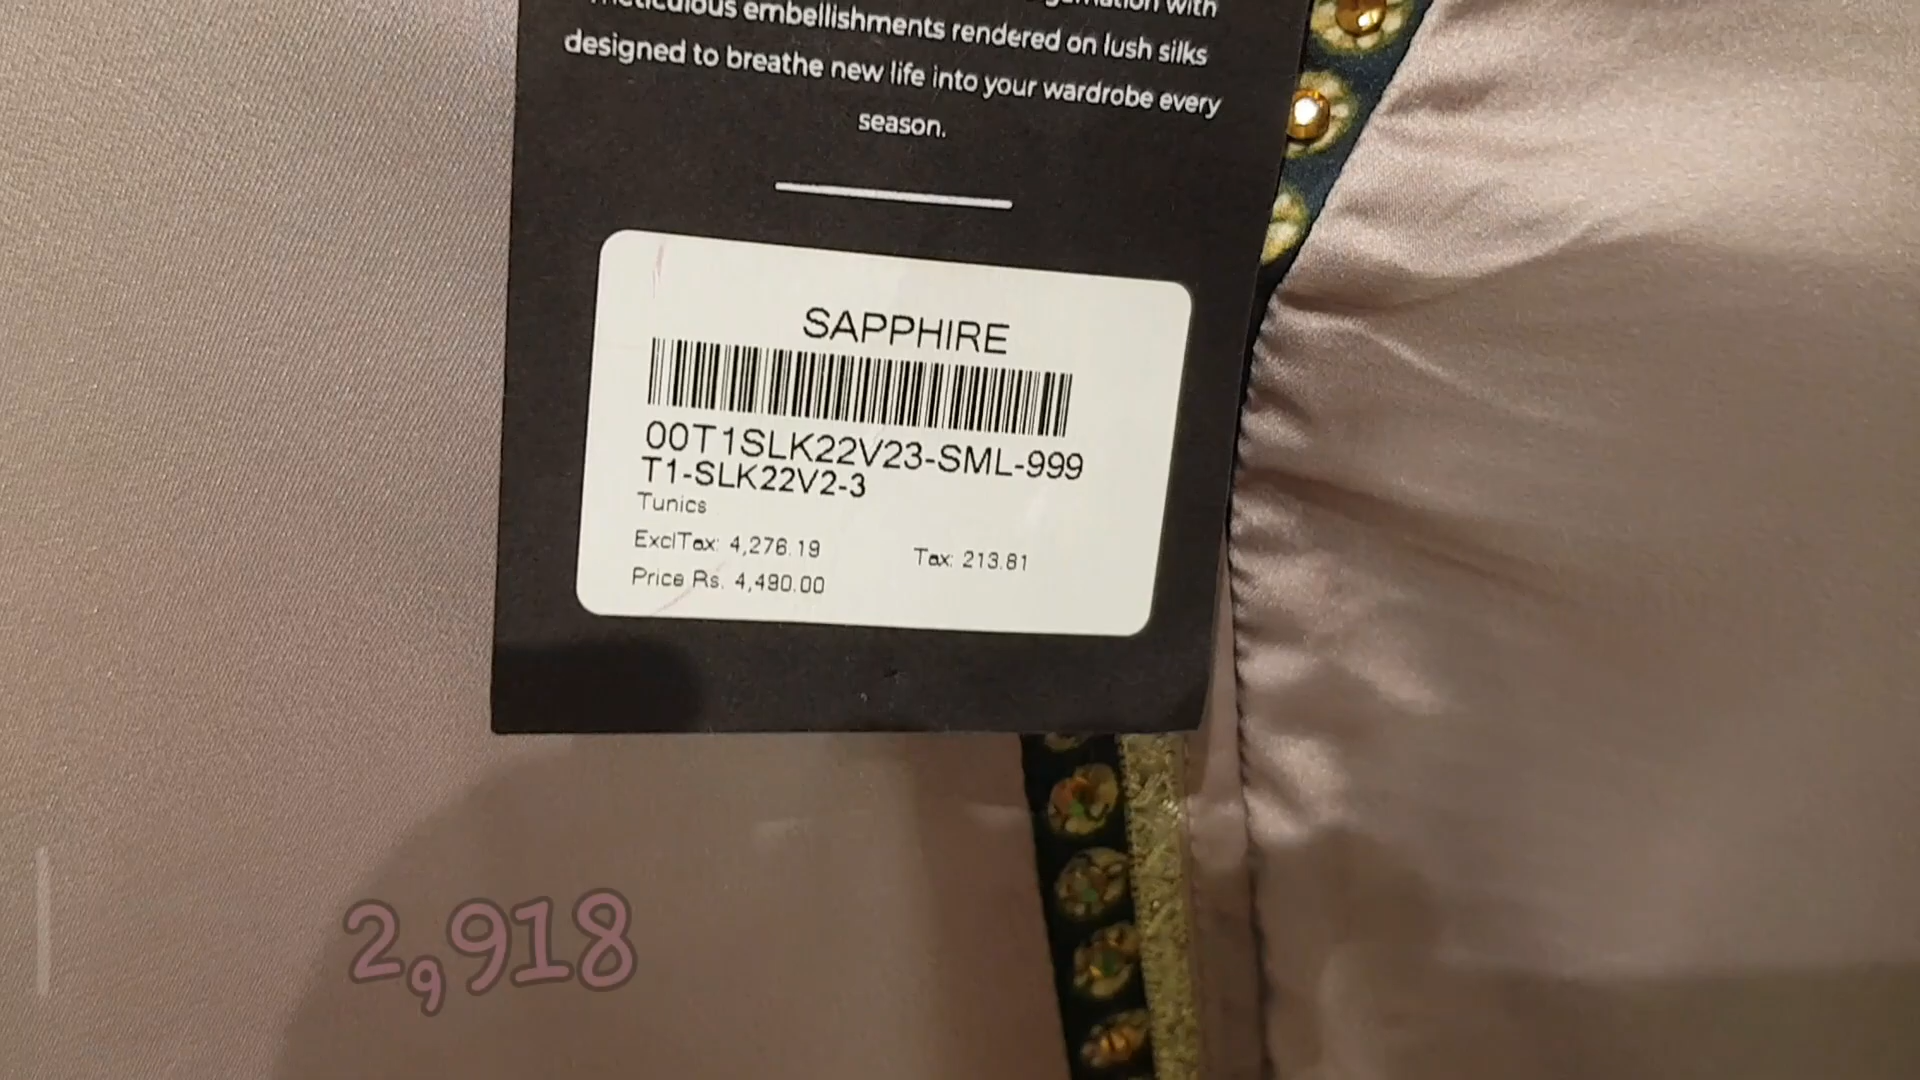 with
meticulous embellishments rendered on lush silks
designed to breathe new life into your wardrobe every
season.
SAPPHIRE
00T1SLK22V23-SML-999
T1-SLK22V2-3
Tunics
ExclTax: 4,276.19 Tax: 213.81
Price Rs. 4,490.00
2,918